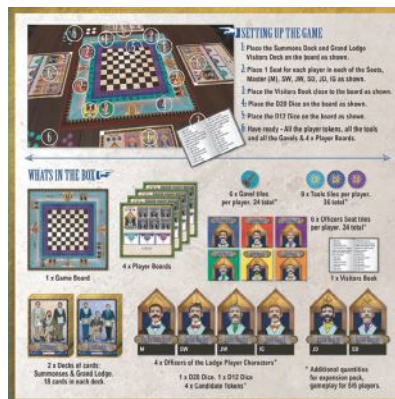 SETTING UP THE GAME
1. Place the Summons Deck and Grand Lodge
Visitors Deck on the board as shown.
2. Place 1 Seat for each player in each of the Seats,
Master (M), SW, JW, SD, JD, IG as shown.
3. Place the Visitors Book close to the board as shown.
4. Place the D20 Dice on the board as shown.
5. Place the D12 Dice on the board as shown.
6. Have ready - All the player tokens, all the tools
and all the Gavels & 4 x Player Boards.
WHATS IN THE BOX
1 x Game Board
4 x Player Boards
6 x Gavel tiles
per player. 24 total*
9 x Tools tiles per player.
36 total*
6 x Officers Seat tiles
per player. 24 total*
1 x Visitors Book
2 x Decks of cards:
Summonses & Grand Lodge.
18 cards in each deck.
M
SW
JW
IG
JD
SD
4 x Officers of the Lodge Player Characters*
1 x D20 Dice. 1 x D12 Dice
4 x Candidate Tokens*
* Additional quantities
for expansion pack,
gameplay for 5/6 players.